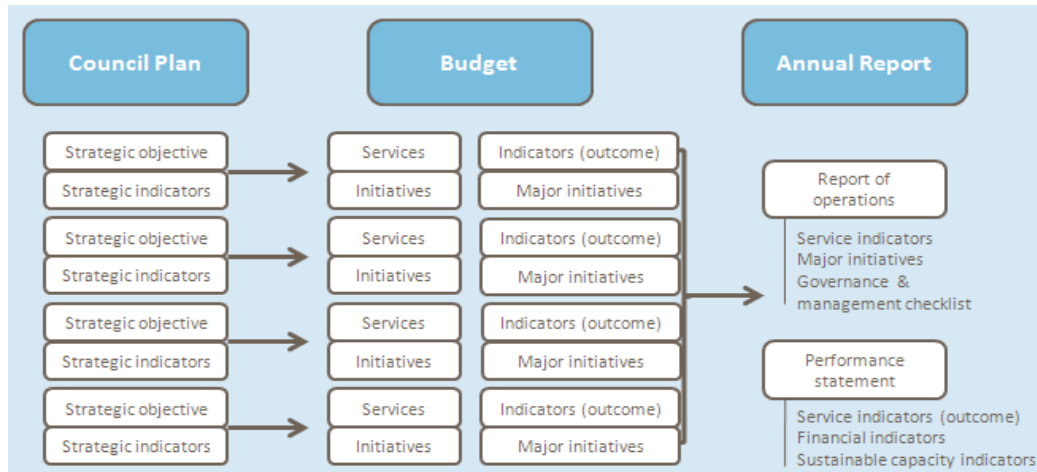 Council Plan
Budget
Annual Report
Strategic objective
Strategic indicators
Services
Indicators (outcome)
Initiatives
Major initiatives
Strategic objective
Strategic indicators
Services
Indicators (outcome)
Initiatives
Major initiatives
Strategic objective
Strategic indicators
Services
Indicators (outcome)
Initiatives
Major initiatives
Strategic objective
Strategic indicators
Services
Indicators (outcome)
Initiatives
Major initiatives
Report of
operations
Service indicators
Major initiatives
Governance &
management checklist
Performance
statement
Service indicators (outcome)
Financial indicators
Sustainable capacity indicators